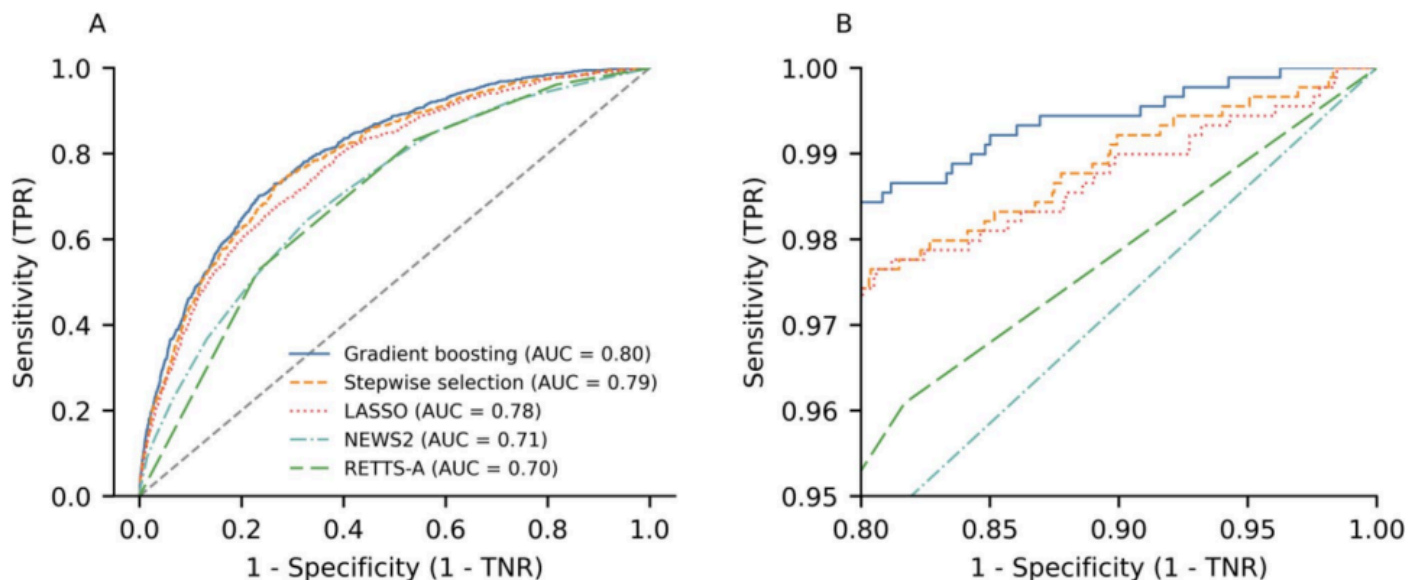 A
1.0
0.8
0.6
0.4
0.2
0.0
Sensitivity (TPR)
Gradient boosting (AUC = 0.80)
Stepwise selection (AUC = 0.79)
LASSO (AUC = 0.78)
NEWS2 (AUC = 0.71)
RETTS-A (AUC = 0.70)
0.0 0.2 0.4 0.6 0.8 1.0
1 - Specificity (1 - TNR)
B
1.00
0.99
0.98
0.97
0.96
0.95
Sensitivity (TPR)
0.80 0.85 0.90 0.95 1.00
1 - Specificity (1 - TNR)